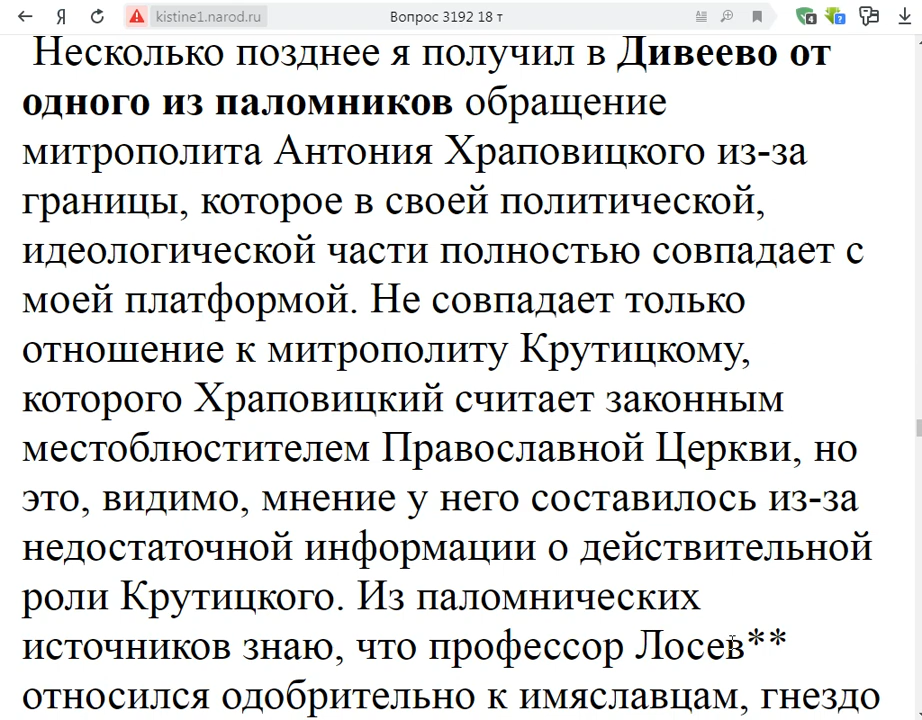 kistine1.narod.ru
Вопрос 3192 18 т
Несколько позднее я получил в Дивеево от
одного из паломников обращение
митрополита Антония Храповицкого из-за
границы, которое в своей политической,
идеологической части полностью совпадает с
моей платформой. Не совпадает только
отношение к митрополиту Крутицкому,
которого Храповицкий считает законным
местоблюстителем Православной Церкви, но
это, видимо, мнение у него составилось из-за
недостаточной информации о действительной
роли Крутицкого. Из паломнических
источников знаю, что профессор Лосев**
относился одобрительно к имяславцам, гнездо